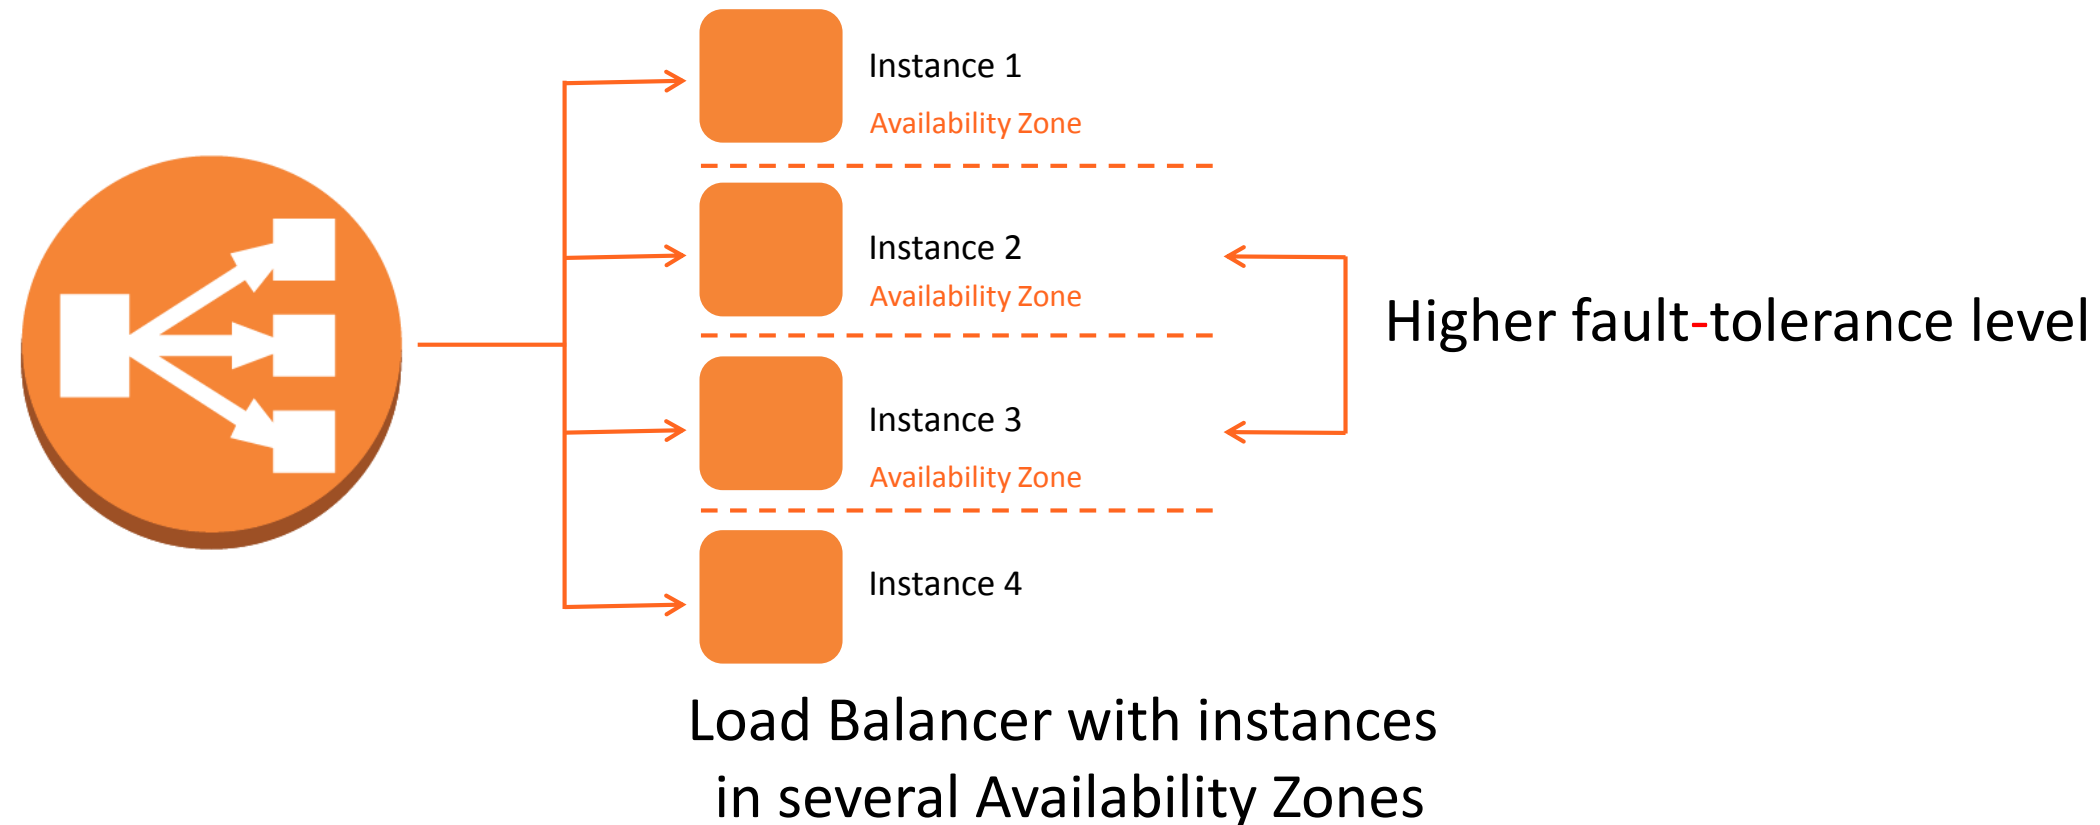 Instance 1
Availability Zone
Instance 2
Availability Zone
Higher fault-tolerance level
Instance 3
Availability Zone
Instance 4
Load Balancer with instances
in several Availability Zones